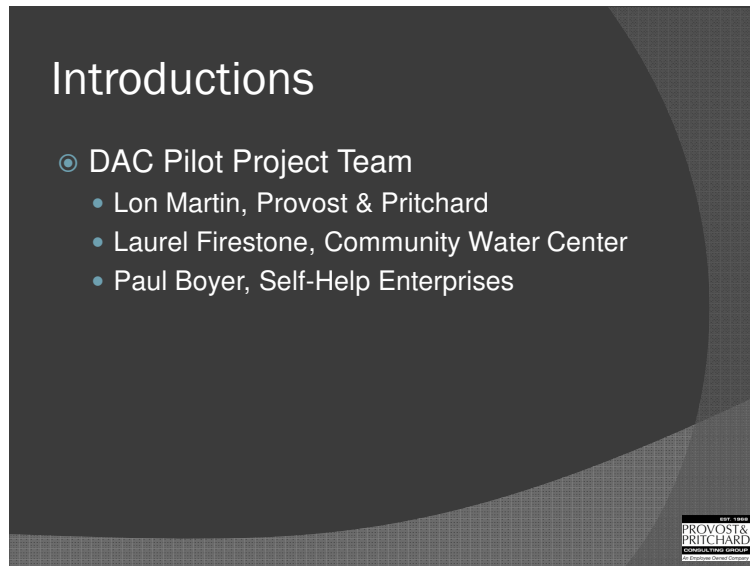 Introductions
DAC Pilot Project Team
Lon Martin, Provost & Pritchard
Laurel Firestone, Community Water Center
Paul Boyer, Self-Help Enterprises
EST. 1968
PROVOST&
PRITCHARD
CONSULTING GROUP
An Employee Owned Company